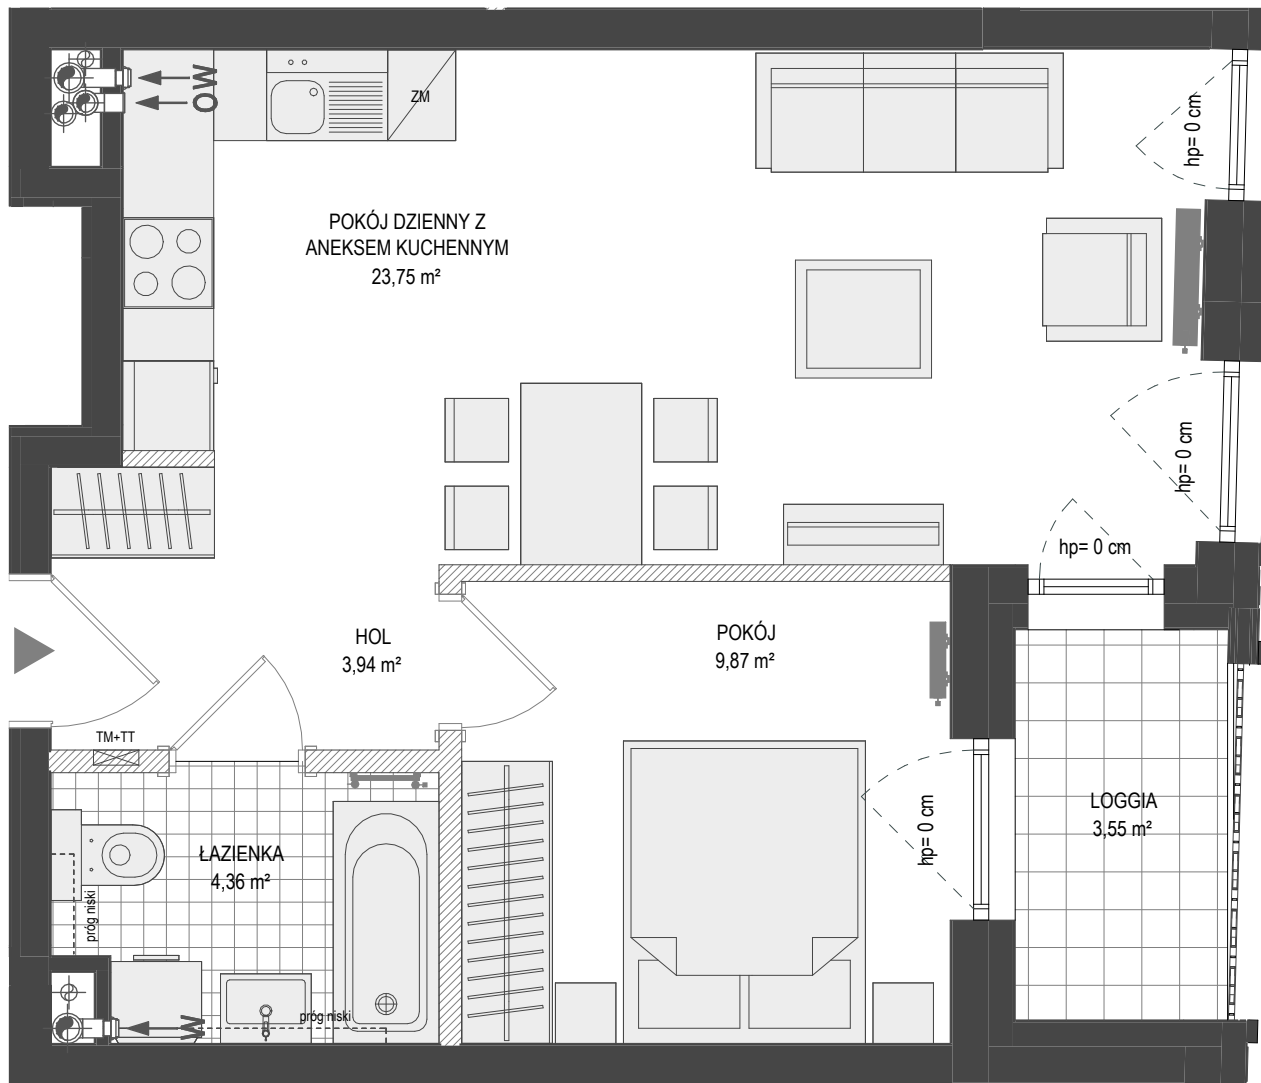 W
O
ZM
hp= 0 cm
POKÓJ DZIENNY Z
ANEKSEM KUCHENNYM
23,75 m²
hp= 0 cm
hp= 0 cm
HOL
3,94 m²
POKÓJ
9,87 m²
TM+TT
LOGGIA
3,55 m²
hp= 0 cm
ŁAZIENKA
4,36 m²
próg niski
próg niski
W